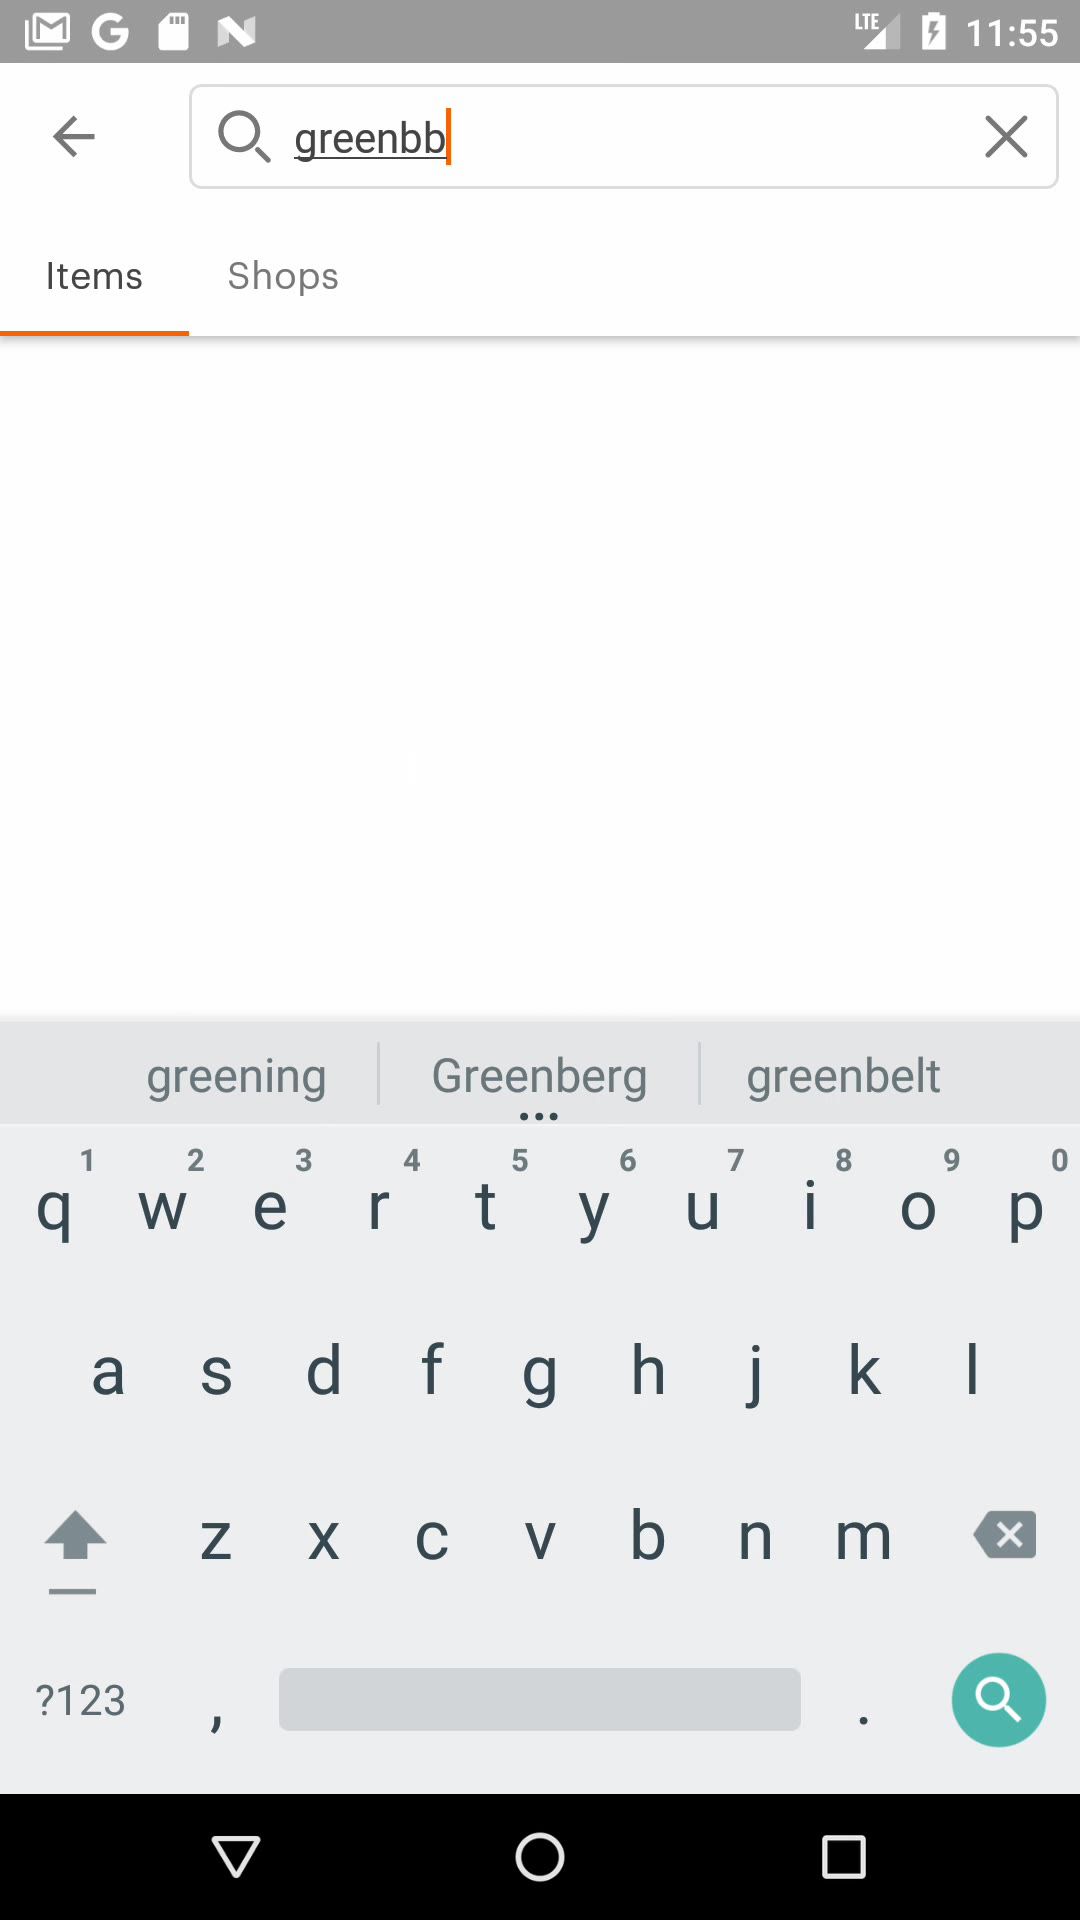 LTE 11:55
greenbb
Items Shops
greening Greenberg greenbelt
1 2 3 4 5 6 7 8 9 0
q w e r t y u i o p
a s d f g h j k l
z x c v b n m
?123 , .